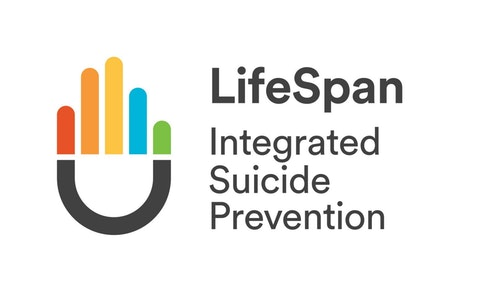 LifeSpan
Integrated
Suicide
Prevention